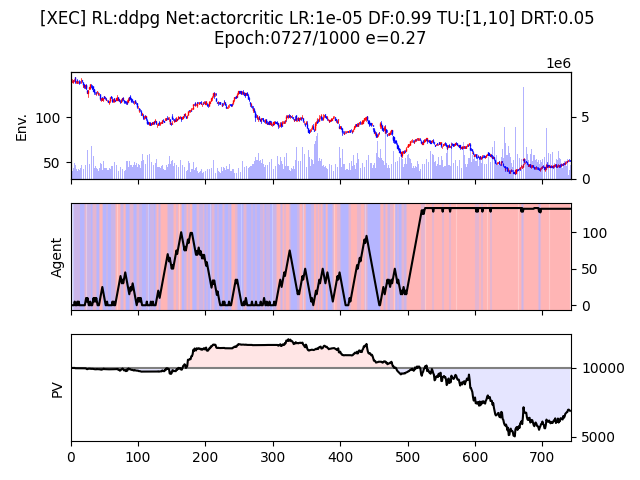 [XEC] RL:ddpg Net:actorcritic LR:1e-05 DF:0.99 TU:[1,10] DRT:0.05
Epoch:0727/1000 e=0.27
1e6
Env.
100
50
5
0
Agent
100
50
0
PV
10000
5000
0 100 200 300 400 500 600 700